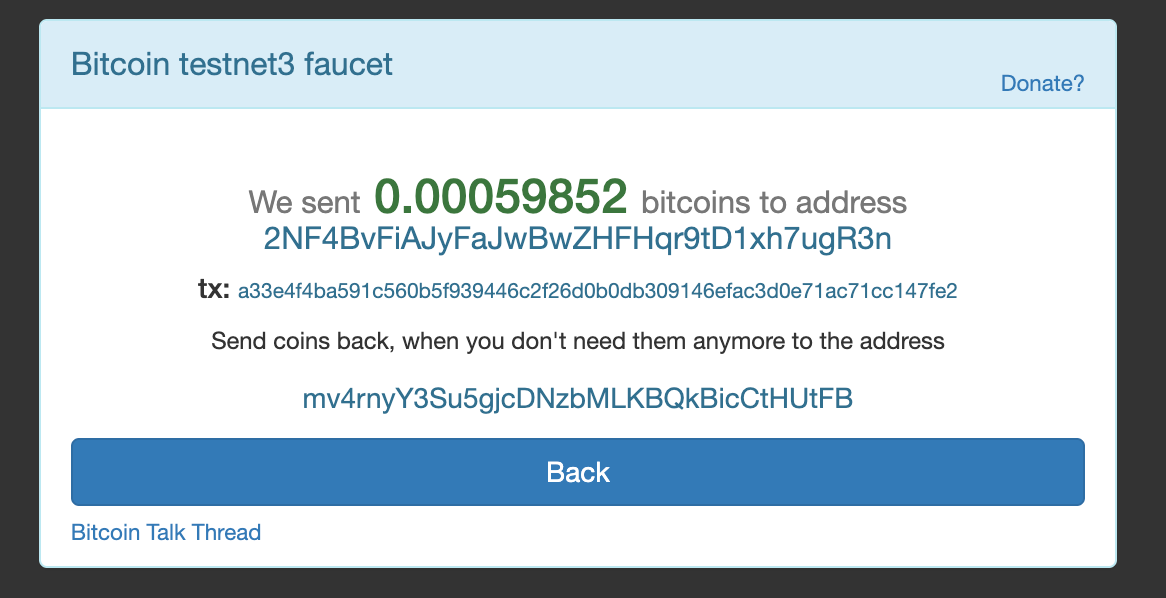 Bitcoin testnet3 faucet
Donate?
We sent 0.00059852 bitcoins to address
2NF4BvFiAJyFaJwBwZHFHqr9tD1xh7ugR3n
tx: a33e4f4ba591c560b5f939446c2f26d0b0db309146efac3d0e71ac71cc147fe2
Send coins back, when you don't need them anymore to the address
mv4rnyY3Su5gjcDNzbMLKBQkBicCtHUtFB
Back
Bitcoin Talk Thread